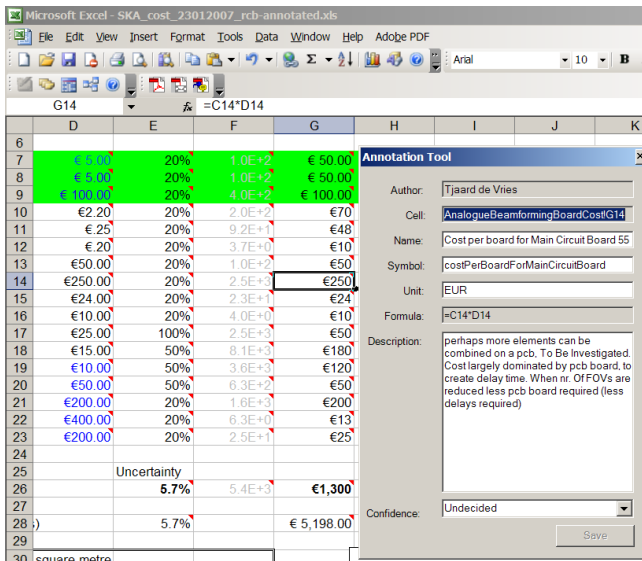 Microsoft Excel - SKA_cost_23012007_rcb-annotated.xls
File Edit View Insert Format Tools Data Window Help Adobe PDF
Arial 10 B
G14 fx =C14*D14
D E F G H I J K
6
7 € 5.00 20% 1.0E+2 € 50.00
8 € 5.00 20% 1.0E+2 € 50.00
9 € 100.00 20% 4.0E+2 € 100.00
10 €2.20 20% 2.0E+2 €70
11 €.25 20% 9.2E+1 €48
12 €.20 20% 3.7E+0 €10
13 €50.00 20% 1.0E+2 €50
14 €250.00 20% 2.5E+3 €250
15 €24.00 20% 2.3E+1 €24
16 €10.00 20% 4.0E+0 €10
17 €25.00 100% 2.5E+3 €50
18 €15.00 50% 8.1E+3 €180
19 €10.00 50% 3.6E+3 €120
20 €50.00 50% 6.3E+2 €50
21 €200.00 20% 1.6E+3 €200
22 €400.00 20% 6.3E+0 €13
23 €200.00 20% 2.5E+1 €25
24
25 Uncertainty
26 5.7% 5.4E+3 €1,300
27
28 s) 5.7% € 5,198.00
29
30 square metre
Annotation Tool
Author: Tjaard de Vries
Cell: AnalogueBeamformingBoardCost!G14
Name: Cost per board for Main Circuit Board 55
Symbol: costPerBoardForMainCircuitBoard
Unit: EUR
Formula: =C14*D14
Description: perhaps more elements can be
combined on a pcb, To Be Investigated.
Cost largely dominated by pcb board, to
create delay time. When nr. Of FOVs are
reduced less pcb board required (less
delays required)
Confidence: Undecided
Save